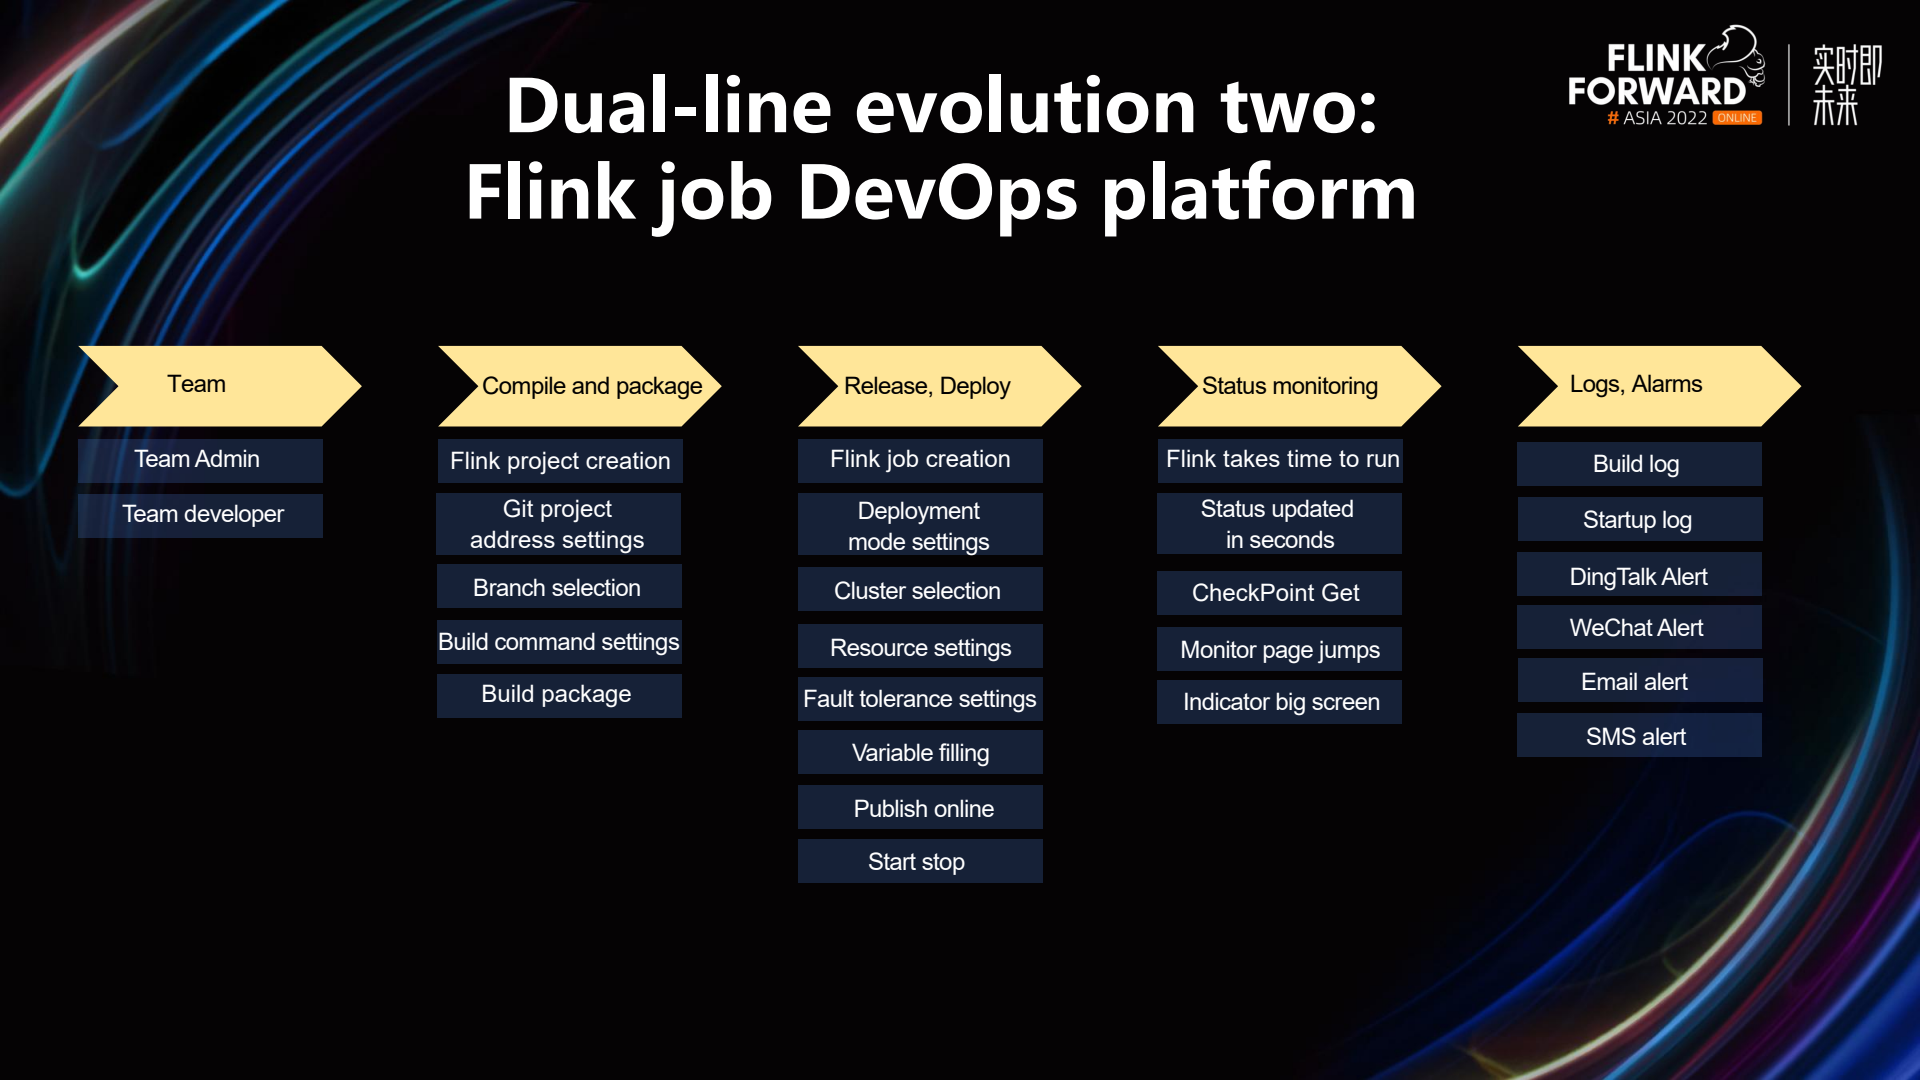 Dual-line evolution two:
Flink job DevOps platform
FLINK
FORWARD
# ASIA 2022 ONLINE
实时即
未来
Team
Team Admin
Team developer
Compile and package
Flink project creation
Git project
address settings
Branch selection
Build command settings
Build package
Release, Deploy
Flink job creation
Deployment
mode settings
Cluster selection
Resource settings
Fault tolerance settings
Variable filling
Publish online
Start stop
Status monitoring
Flink takes time to run
Status updated
in seconds
CheckPoint Get
Monitor page jumps
Indicator big screen
Logs, Alarms
Build log
Startup log
DingTalk Alert
WeChat Alert
Email alert
SMS alert